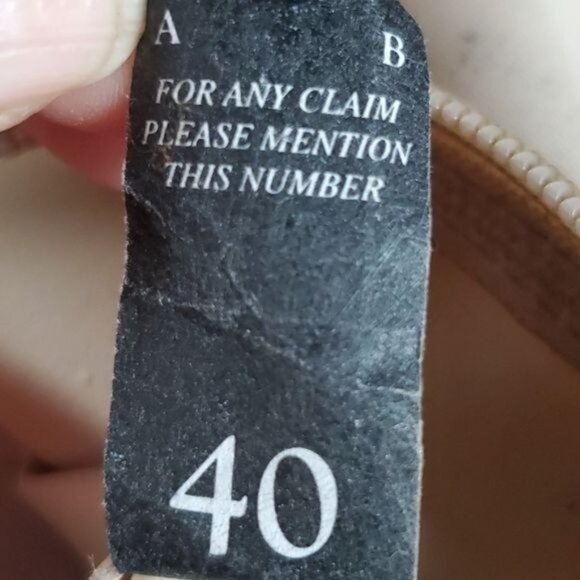 A B
FOR ANY CLAIM
PLEASE MENTION
THIS NUMBER
40